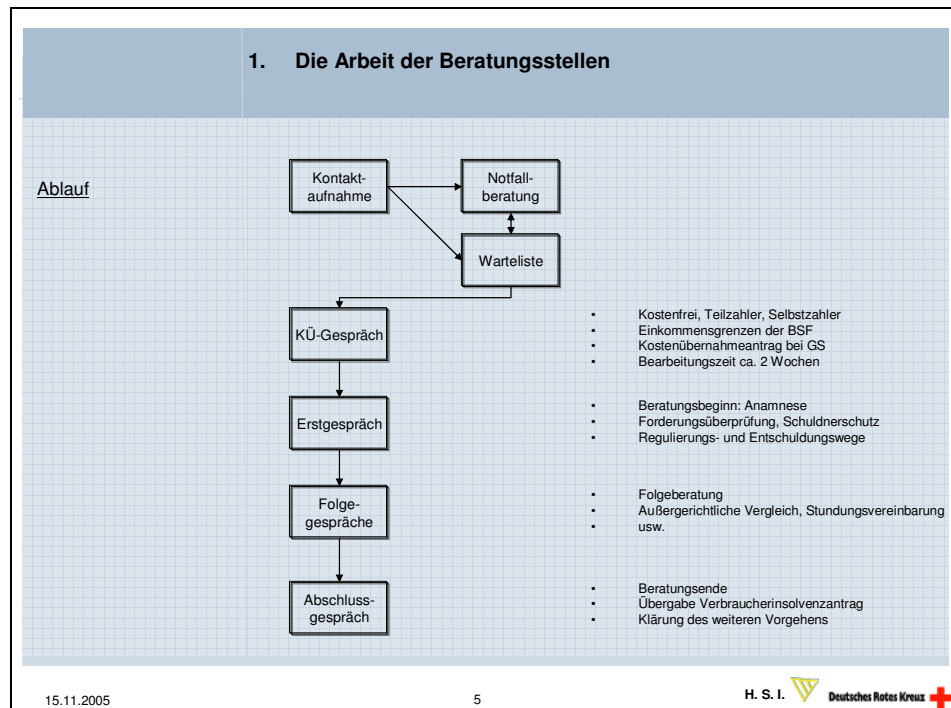 1. Die Arbeit der Beratungsstellen
Ablauf
Kontakt-
aufnahme
Notfall-
beratung
Warteliste
KÜ-Gespräch
• Kostenfrei, Teilzahler, Selbstzahler
• Einkommensgrenzen der BSF
• Kostenübernahmeantrag bei GS
• Bearbeitungszeit ca. 2 Wochen
Erstgespräch
• Beratungsbeginn: Anamnese
• Forderungsüberprüfung, Schuldnerschutz
• Regulierungs- und Entschuldungswege
Folge-
gespräche
• Folgeberatung
• Außergerichtliche Vergleich, Stundungsvereinbarung
• usw.
Abschluss-
gespräch
• Beratungsende
• Übergabe Verbraucherinsolvenzantrag
• Klärung des weiteren Vorgehens
15.11.2005
5
H. S. I.
Deutsches Rotes Kreuz